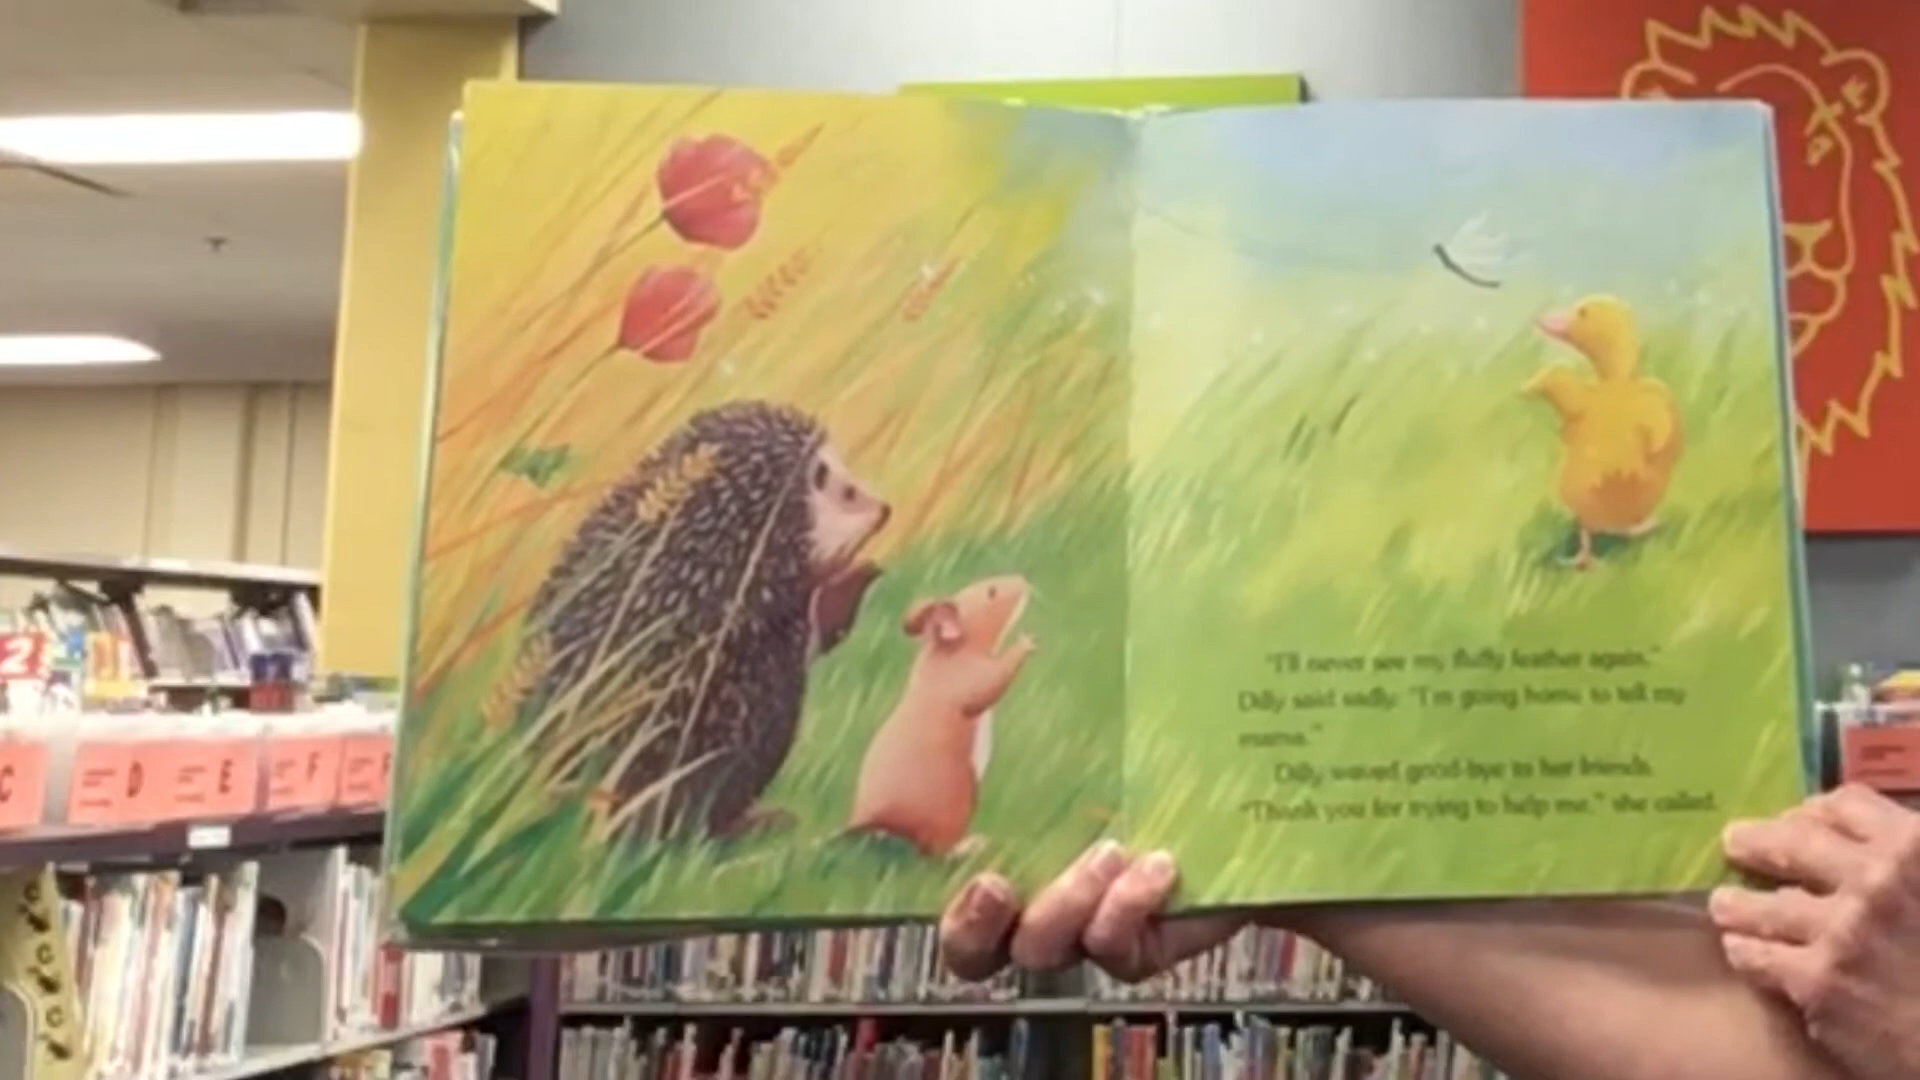 "I'll never see my fluffy feather again,"
Dilly said sadly. "I'm going home to tell my
mama."
Dilly waved good-bye to her friends.
"Thank you for trying to help me," she called.
2
C
D
E
F
F